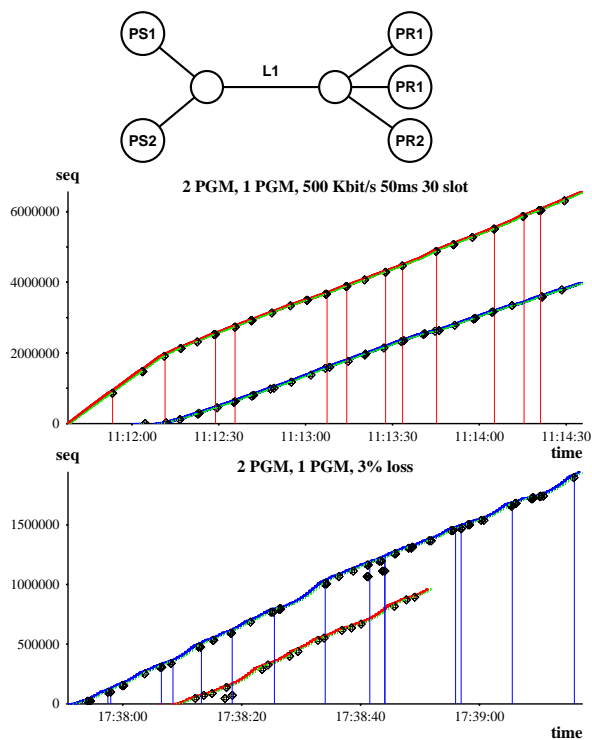 PS1
PR1
L1
PR1
PS2
PR2
seq
2 PGM, 1 PGM, 500 Kbit/s 50ms 30 slot
6000000
4000000
2000000
0
11:12:00 11:12:30 11:13:00 11:13:30 11:14:00 11:14:30
time
seq
2 PGM, 1 PGM, 3% loss
1500000
1000000
500000
0
17:38:00 17:38:20 17:38:40 17:39:00
time